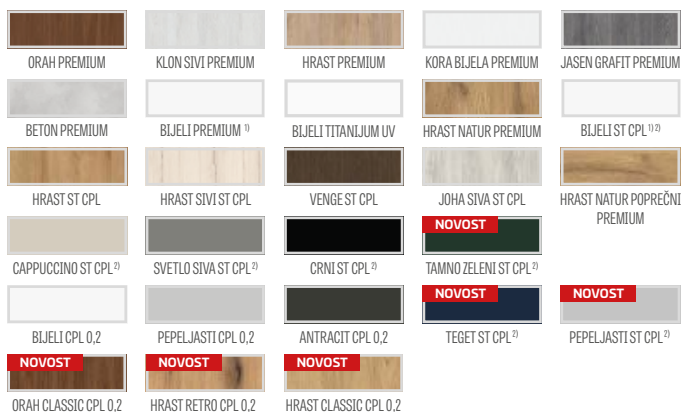 ORAH PREMIUM
KLON SIVI PREMIUM
HRAST PREMIUM
KORA BIJELA PREMIUM
JASEN GRAFIT PREMIUM
BETON PREMIUM
BIJELI PREMIUM 1)
BIJELI TITANIJUM UV
HRAST NATUR PREMIUM
BIJELI ST CPL 1) 2)
HRAST ST CPL
HRAST SIVI ST CPL
VENGE ST CPL
JOHA SIVA ST CPL
HRAST NATUR POPREČNI
PREMIUM
CAPPUCCINO ST CPL 2)
SVETLO SIVA ST CPL 2)
CRNI ST CPL 2)
NOVOST
TAMNO ZELENI ST CPL 2)
BIJELI CPL 0,2
PEPELJASTI CPL 0,2
ANTRACIT CPL 0,2
NOVOST
TEGET ST CPL 2)
NOVOST
PEPELJASTI ST CPL 2)
NOVOST
ORAH CLASSIC CPL 0,2
NOVOST
HRAST RETRO CPL 0,2
NOVOST
HRAST CLASSIC CPL 0,2